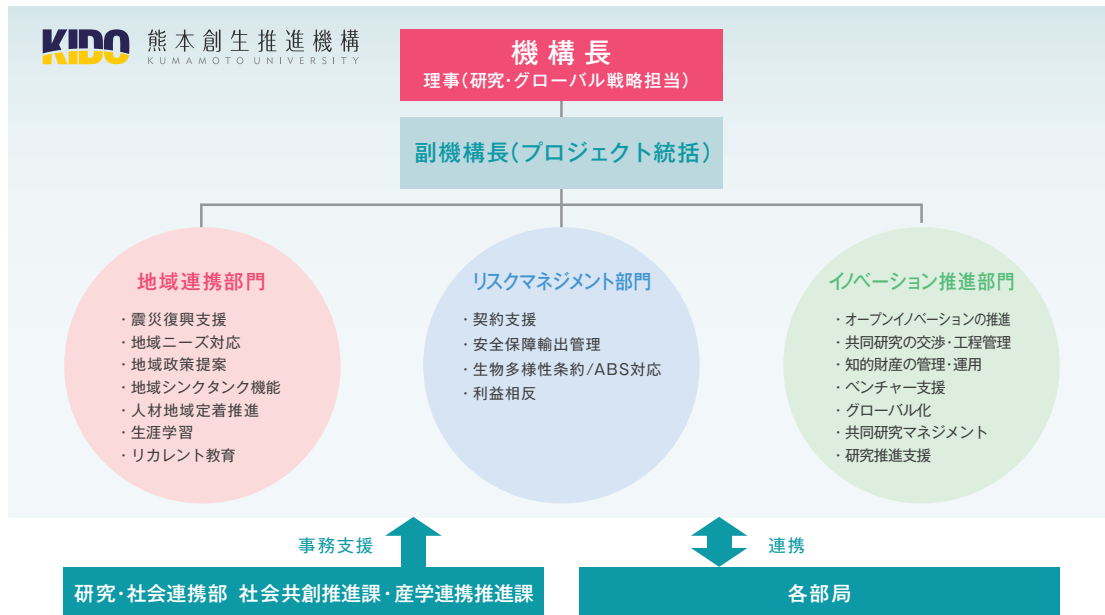 KIDO 熊本創生推進機構
KUMAMOTO UNIVERSITY
機構長
理事(研究・グローバル戦略担当)
副機構長(プロジェクト統括)
地域連携部門
・震災復興支援
・地域ニーズ対応
・地域政策提案
・地域シンクタンク機能
・人材地域定着推進
・生涯学習
・リカレント教育
リスクマネジメント部門
・契約支援
・安全保障輸出管理
・生物多様性条約/ABS対応
・利益相反
イノベーション推進部門
・オープンイノベーションの推進
・共同研究の交渉・工程管理
・知的財産の管理・運用
・ベンチャー支援
・グローバル化
・共同研究マネジメント
・研究推進支援
事務支援
連携
研究・社会連携部 社会共創推進課・産学連携推進課
各部局